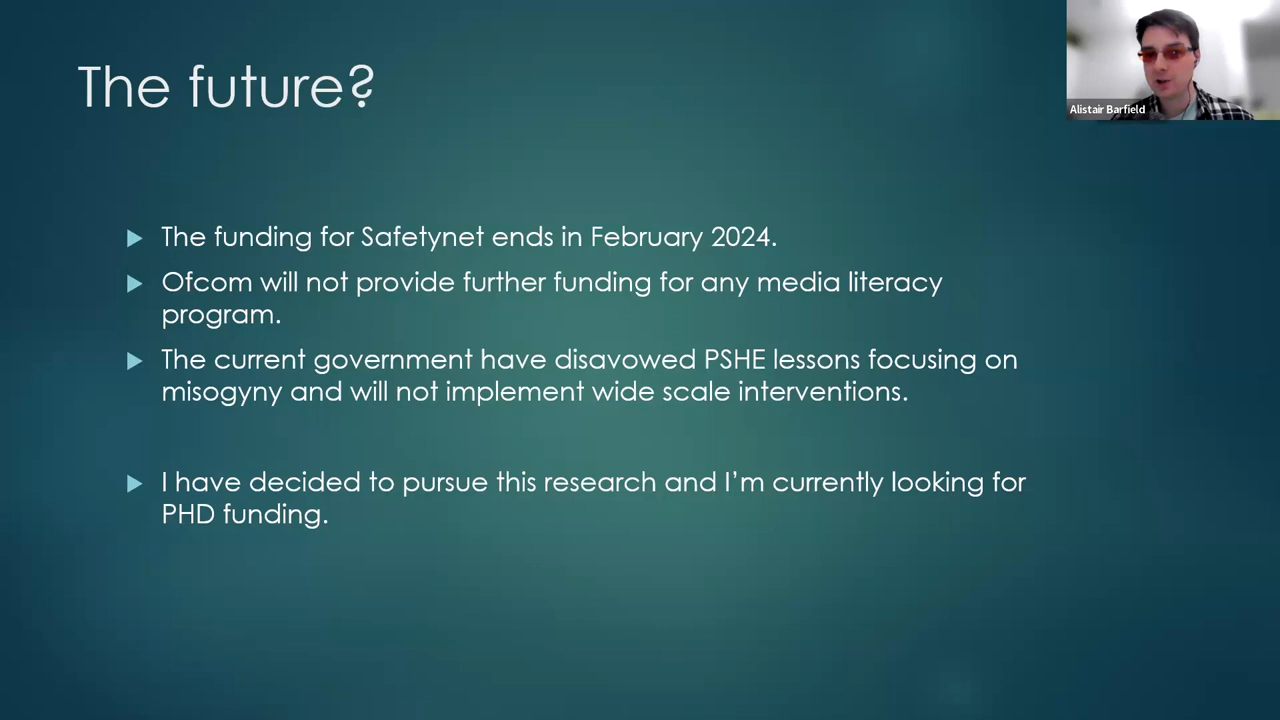 The future?
Alistair Barfield
The funding for Safetynet ends in February 2024.
Ofcom will not provide further funding for any media literacy
program.
The current government have disavowed PSHE lessons focusing on
misogyny and will not implement wide scale interventions.
I have decided to pursue this research and I’m currently looking for
PHD funding.